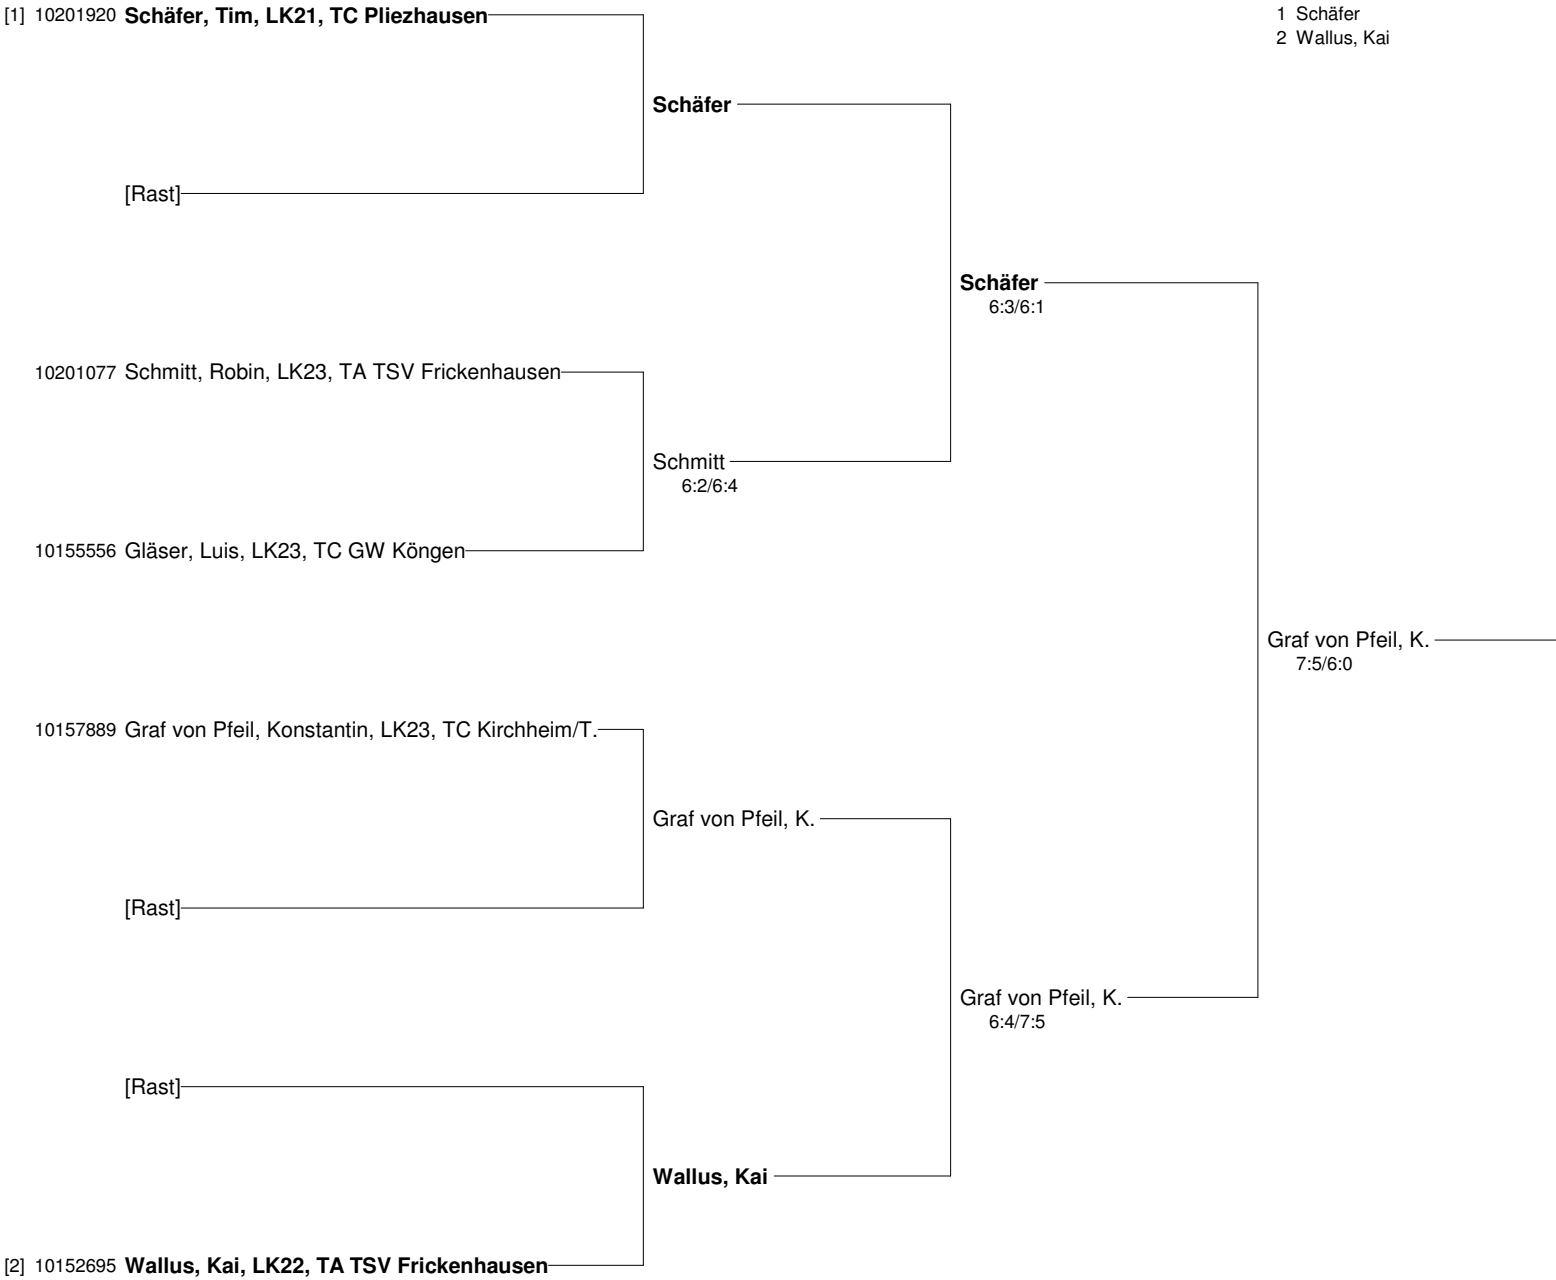 [1] 10201920 Schäfer, Tim, LK21, TC Pliezhausen
1 Schäfer
2 Wallus, Kai
Schäfer
[Rast]
Schäfer
6:3/6:1
10201077 Schmitt, Robin, LK23, TA TSV Frickenhausen
Schmitt
6:2/6:4
10155556 Gläser, Luis, LK23, TC GW Köngen
Graf von Pfeil, K.
7:5/6:0
10157889 Graf von Pfeil, Konstantin, LK23, TC Kirchheim/T.
Graf von Pfeil, K.
[Rast]
Graf von Pfeil, K.
6:4/7:5
[Rast]
Wallus, Kai
[2] 10152695 Wallus, Kai, LK22, TA TSV Frickenhausen